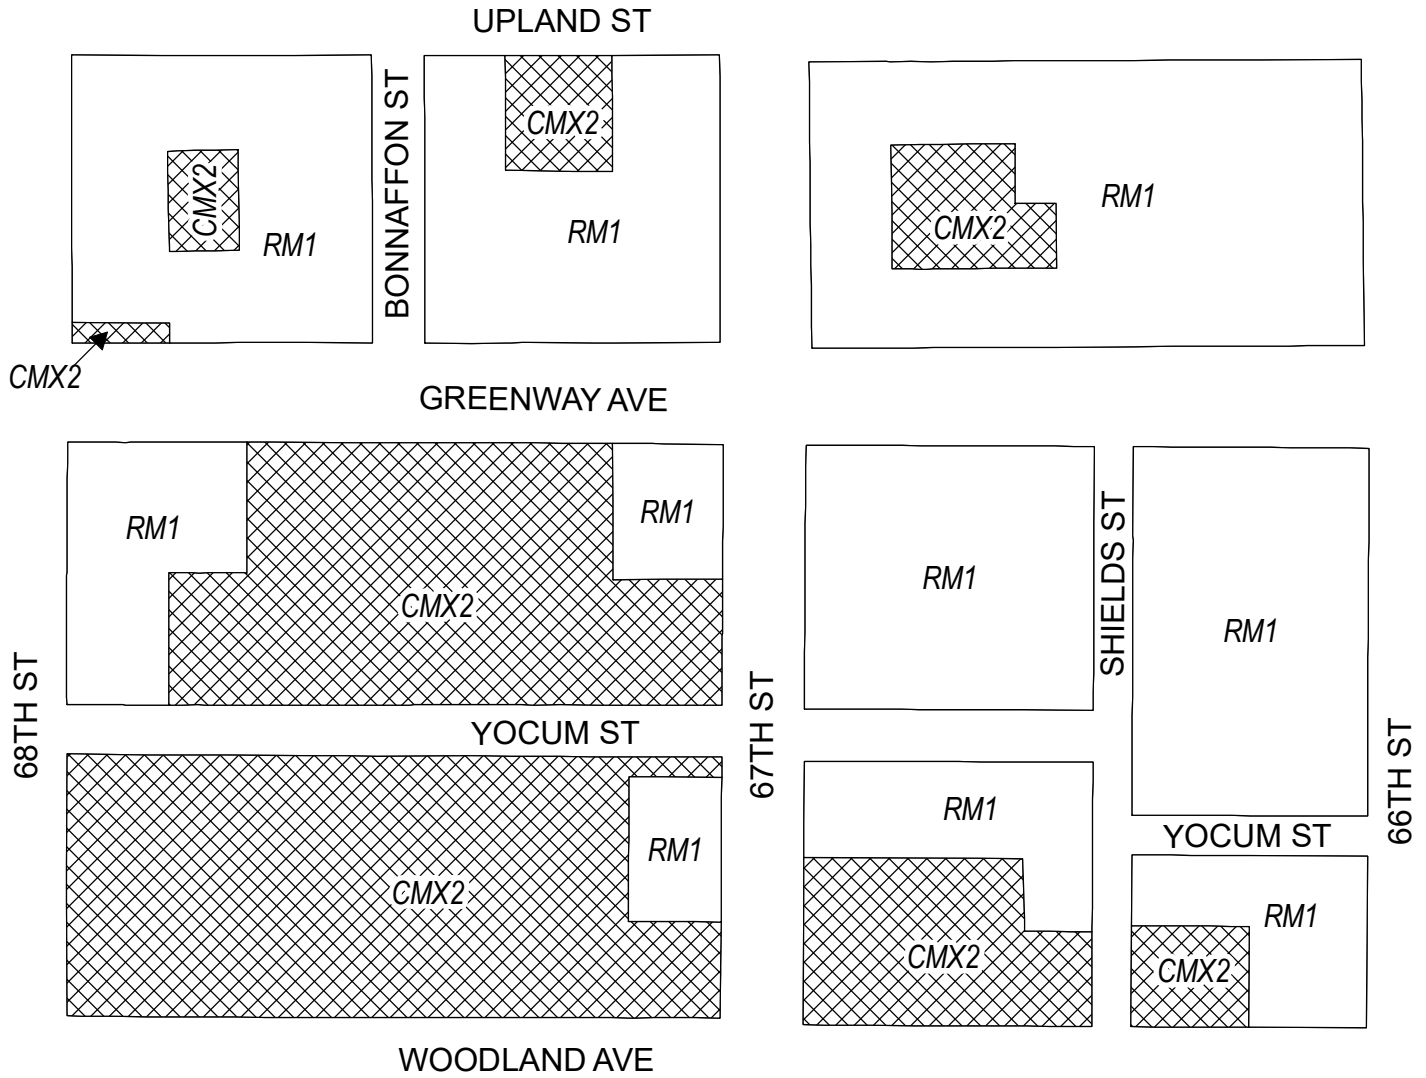 UPLAND ST
BONNAFFON ST
CMX2
CMX2
RM1
RM1
CMX2
RM1
CMX2
GREENWAY AVE
RM1
RM1
CMX2
RM1
SHIELDS ST
RM1
68TH ST
YOCUM ST
67TH ST
66TH ST
RM1
CMX2
RM1
YOCUM ST
CMX2
RM1
CMX2
WOODLAND AVE